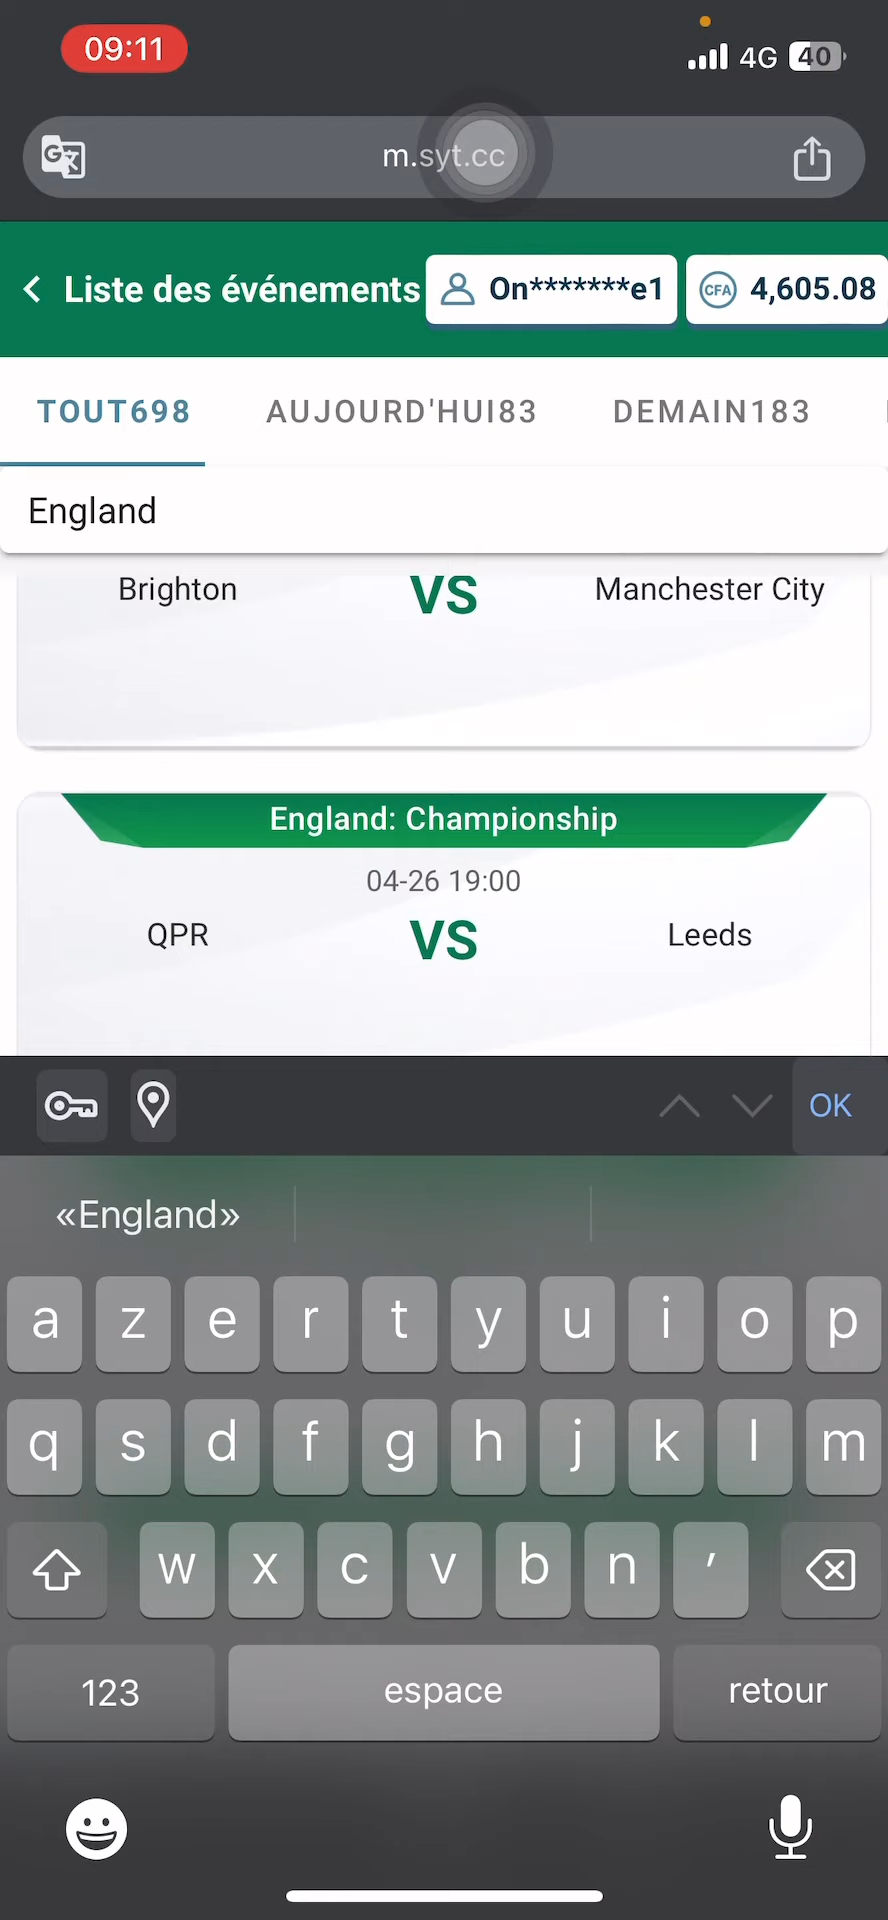 09:11
4G 40
m.syt.cc
Liste des événements
On*******e1
CFA 4,605.08
TOUT698 AUJOURD'HUI83 DEMAIN183
England
Brighton VS Manchester City
England: Championship
04-26 19:00
QPR VS Leeds
OK
«England»
a z e r t y u i o p
q s d f g h j k l m
w x c v b n ′
123 espace retour